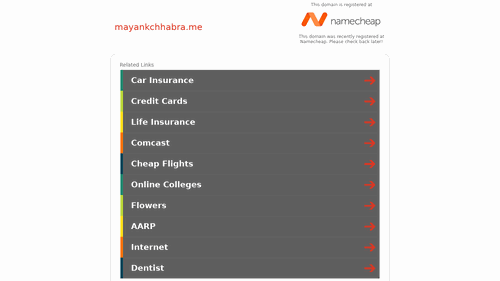 This domain is registered at
namecheap
mayankchhabra.me
This domain was recently registered at
Namecheap. Please check back later!
Related Links
Car Insurance
Credit Cards
Life Insurance
Comcast
Cheap Flights
Online Colleges
Flowers
AARP
Internet
Dentist